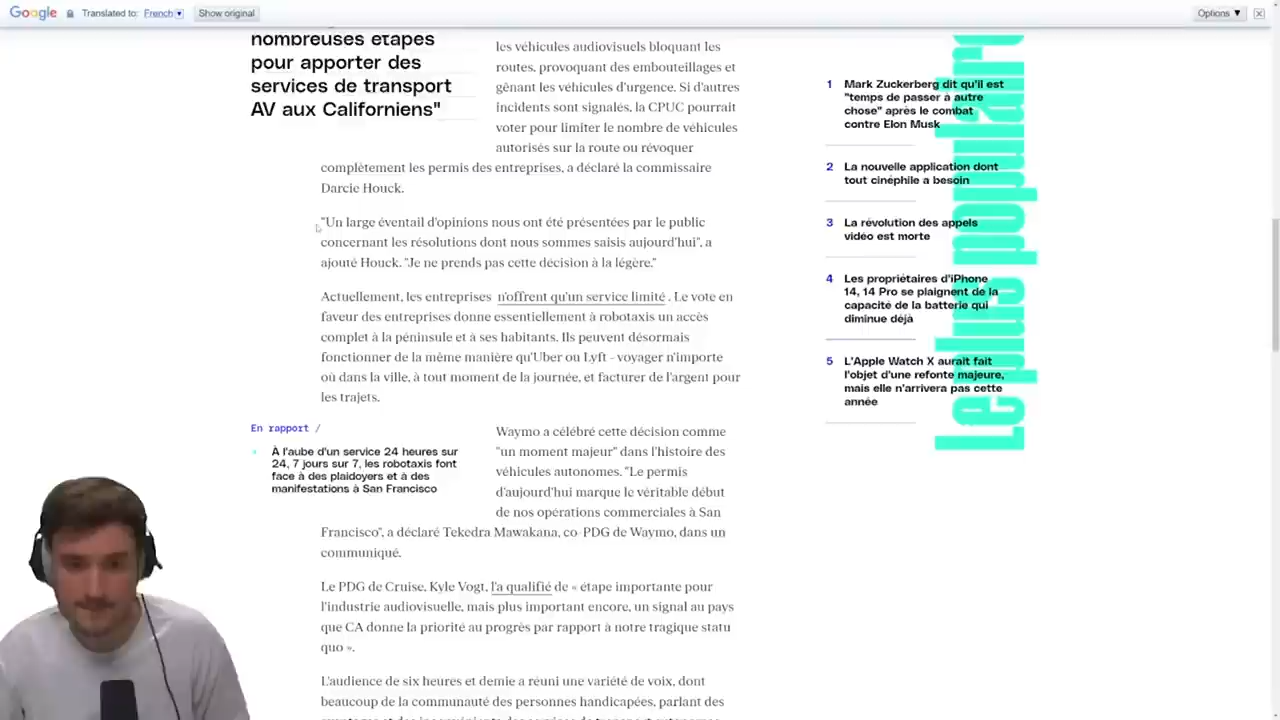 Google
Translated to: French
Show original
Options ▼
nombreuses étapes
pour apporter des
services de transport
AV aux Californiens"
les véhicules audiovisuels bloquant les
routes, provoquant des embouteillages et
gênant les véhicules d'urgence. Si d'autres
incidents sont signalés, la CPUC pourrait
voter pour limiter le nombre de véhicules
autorisés sur la route ou révoquer
complètement les permis des entreprises, a déclaré la commissaire
Darcie Houck.
"Un large éventail d'opinions nous ont été présentées par le public
concernant les résolutions dont nous sommes saisis aujourd'hui", a
ajouté Houck. "Je ne prends pas cette décision à la légère."
Actuellement, les entreprises n'offrent qu'un service limité . Le vote en
faveur des entreprises donne essentiellement à robotaxis un accès
complet à la péninsule et à ses habitants. Ils peuvent désormais
fonctionner de la même manière qu'Uber ou Lyft - voyager n'importe
où dans la ville, à tout moment de la journée, et facturer de l'argent pour
les trajets.
En rapport /
À l'aube d'un service 24 heures sur
24, 7 jours sur 7, les robotaxis font
face à des plaidoyers et à des
manifestations à San Francisco
Waymo a célébré cette décision comme
"un moment majeur" dans l'histoire des
véhicules autonomes. "Le permis
d'aujourd'hui marque le véritable début
de nos opérations commerciales à San
Francisco", a déclaré Tekedra Mawakana, co-PDG de Waymo, dans un
communiqué.
Le PDG de Cruise, Kyle Vogt, l'a qualifié de « étape importante pour
l'industrie audiovisuelle, mais plus important encore, un signal au pays
que CA donne la priorité au progrès par rapport à notre tragique statu
quo ».
L'audience de six heures et demie a réuni une variété de voix, dont
beaucoup de la communauté des personnes handicapées, parlant des
Le plus populaire
1 Mark Zuckerberg dit qu'il est
"temps de passer à autre
chose" après le combat
contre Elon Musk
2 La nouvelle application dont
tout cinéphile a besoin
3 La révolution des appels
vidéo est morte
4 Les propriétaires d'iPhone
14, 14 Pro se plaignent de la
capacité de la batterie qui
diminue déjà
5 L'Apple Watch X aurait fait
l'objet d'une refonte majeure,
mais elle n'arrivera pas cette
année